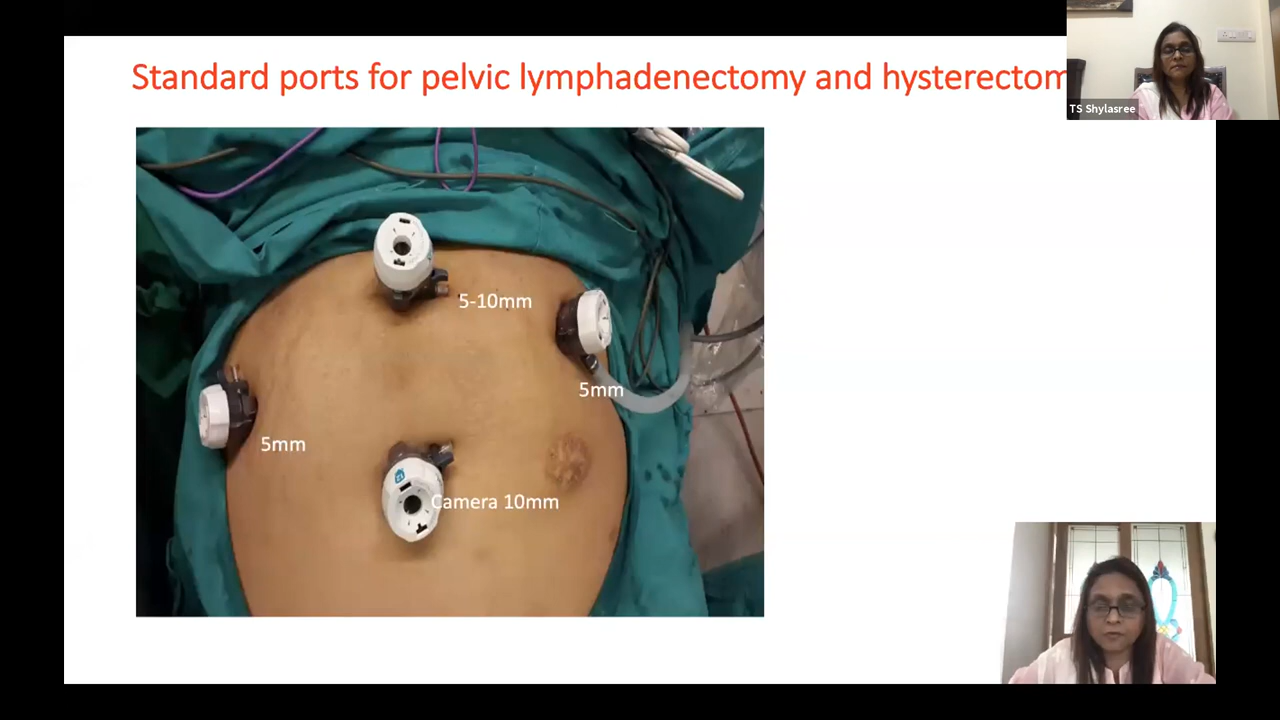 Standard ports for pelvic lymphadenectomy and hysterectom
TS Shylasree
5-10mm
5mm
5mm
Camera 10mm